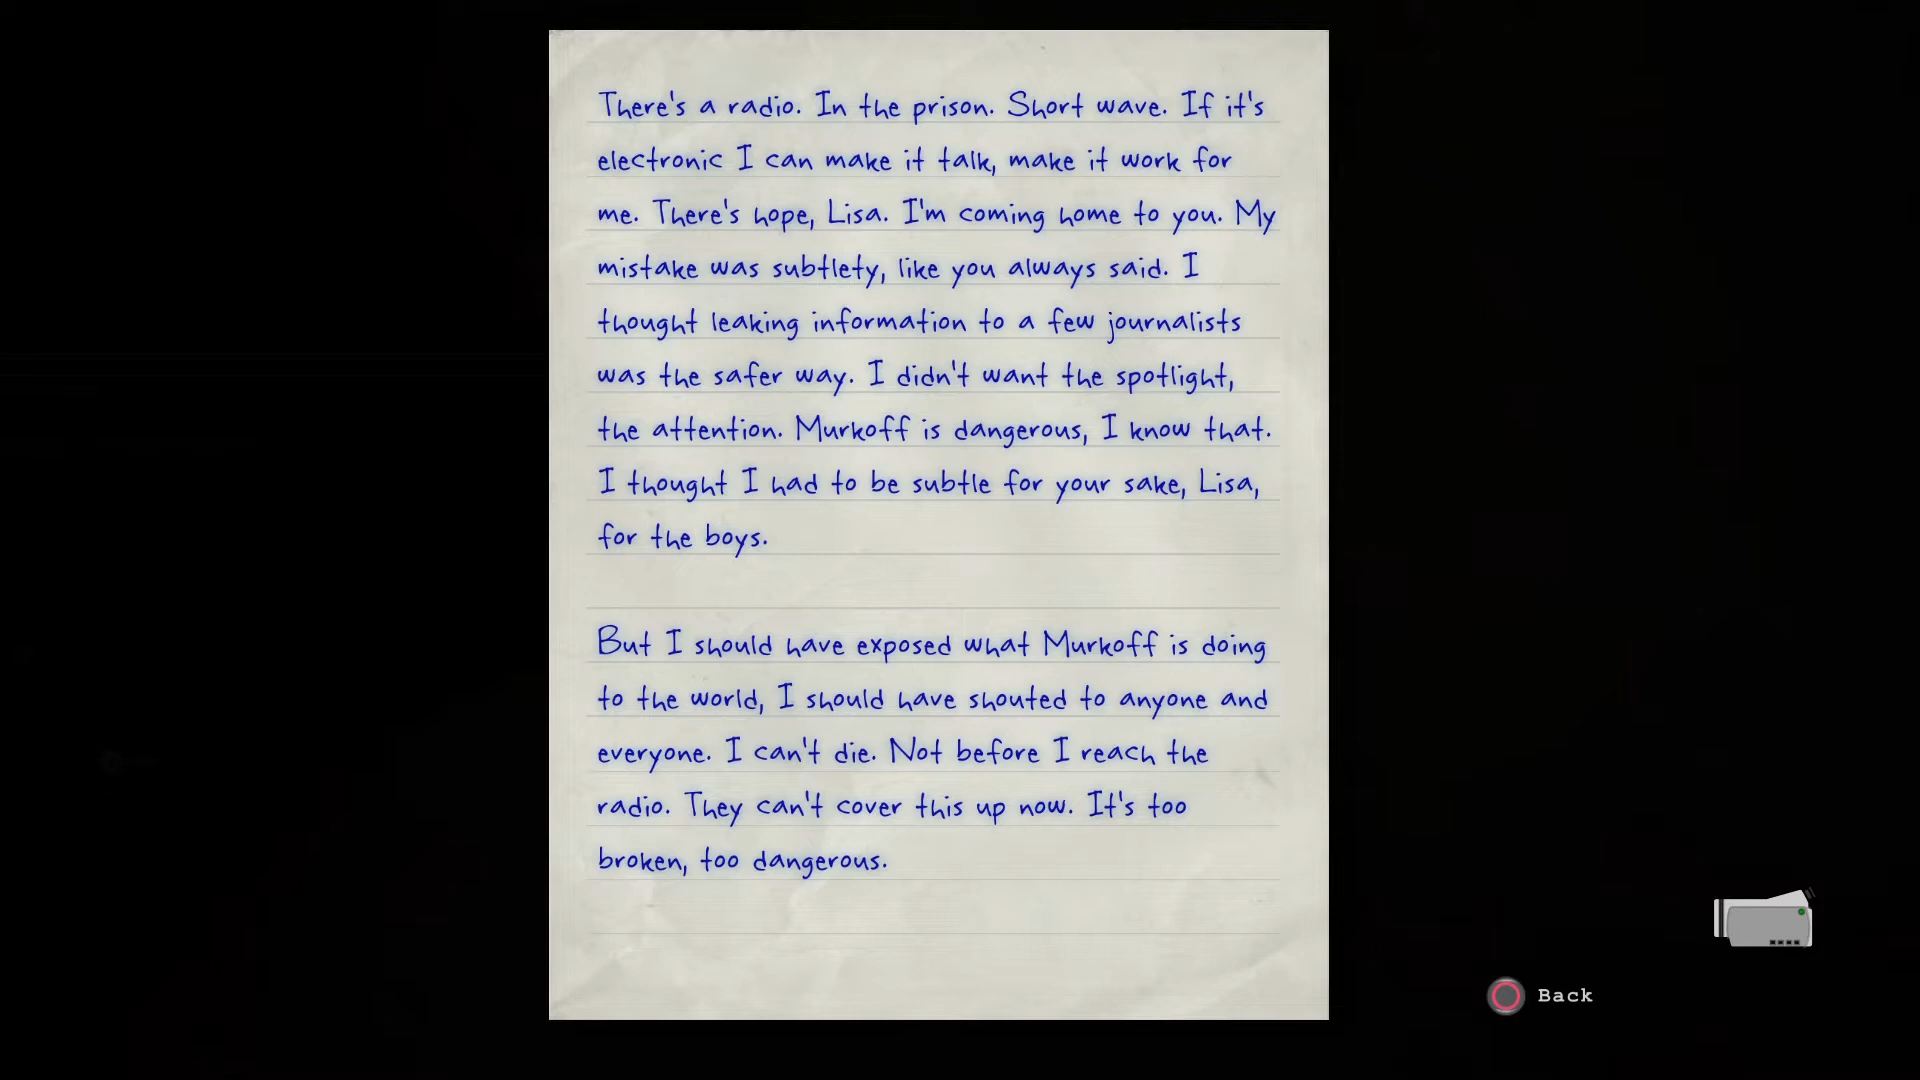 There's a radio. In the prison. Short wave. If it's
electronic I can make it talk, make it work for
me. There's hope, Lisa. I'm coming home to you. My
mistake was subtlety, like you always said. I
thought leaking information to a few journalists
was the safer way. I didn't want the spotlight,
the attention. Murkoff is dangerous, I know that.
I thought I had to be subtle for your sake, Lisa,
for the boys.
But I should have exposed what Murkoff is doing
to the world, I should have shouted to anyone and
everyone. I can't die. Not before I reach the
radio. They can't cover this up now. It's too
broken, too dangerous.
Back